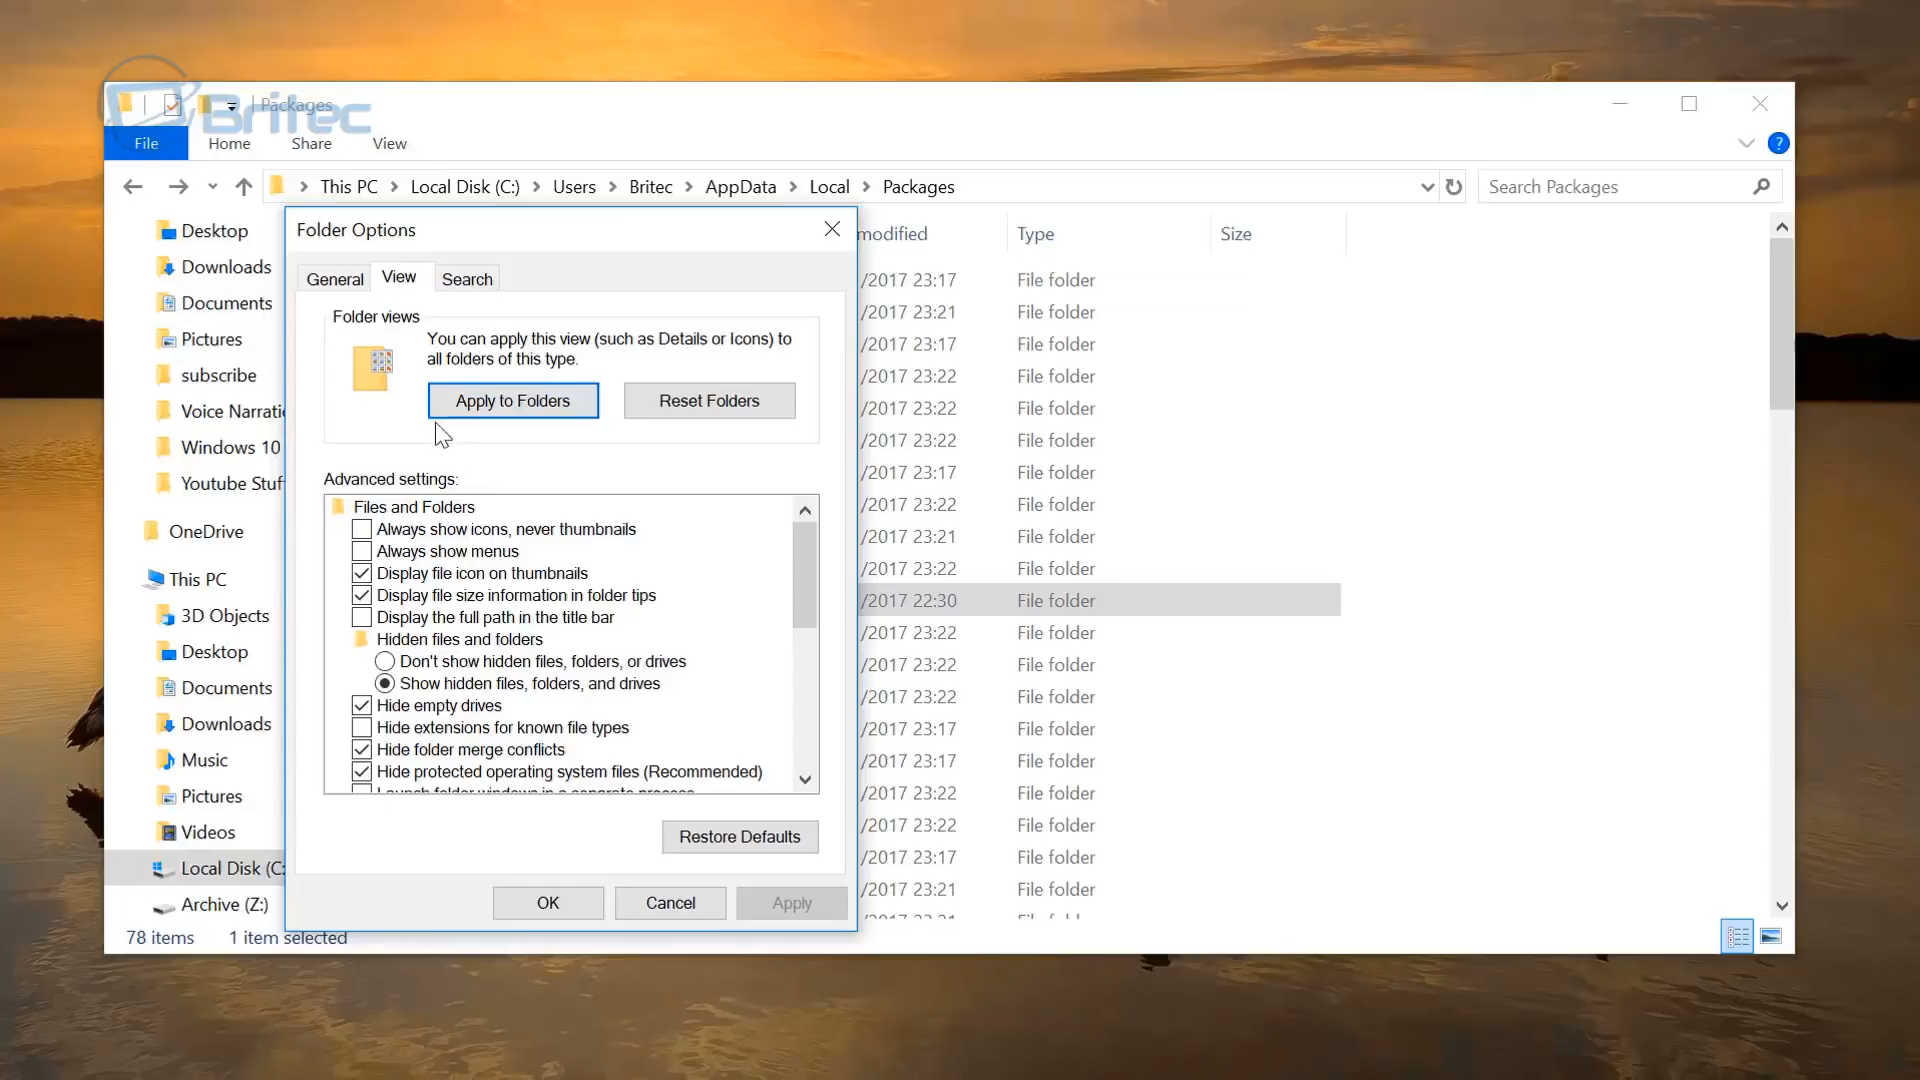 Britec
Packages
File Home Share View
This PC Local Disk (C:) Users Britec AppData Local Packages
Search Packages
Desktop
Downloads
Documents
Pictures
subscribe
Voice Narrati
Windows 10
Youtube Stuf
OneDrive
This PC
3D Objects
Desktop
Documents
Downloads
Music
Pictures
Videos
Local Disk (C:
Archive (Z:)
78 items 1 item selected
Folder Options
General View Search
Folder views
You can apply this view (such as Details or Icons) to
all folders of this type.
Apply to Folders Reset Folders
Advanced settings:
Files and Folders
Always show icons, never thumbnails
Always show menus
Display file icon on thumbnails
Display file size information in folder tips
Display the full path in the title bar
Hidden files and folders
Don't show hidden files, folders, or drives
Show hidden files, folders, and drives
Hide empty drives
Hide extensions for known file types
Hide folder merge conflicts
Hide protected operating system files (Recommended)
Launch folder windows in a separate process
Restore Defaults
OK Cancel Apply
modified Type Size
/2017 23:17 File folder
/2017 23:21 File folder
/2017 23:17 File folder
/2017 23:22 File folder
/2017 23:22 File folder
/2017 23:22 File folder
/2017 23:17 File folder
/2017 23:22 File folder
/2017 23:21 File folder
/2017 23:22 File folder
/2017 22:30 File folder
/2017 23:22 File folder
/2017 23:22 File folder
/2017 23:22 File folder
/2017 23:17 File folder
/2017 23:17 File folder
/2017 23:22 File folder
/2017 23:22 File folder
/2017 23:17 File folder
/2017 23:21 File folder